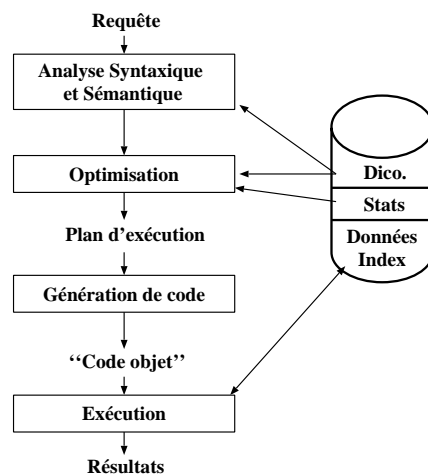 Requête
Analyse Syntaxique
et Sémantique
Optimisation
Plan d'exécution
Génération de code
‘‘Code objet’’
Exécution
Résultats
Dico.
Stats
Données
Index